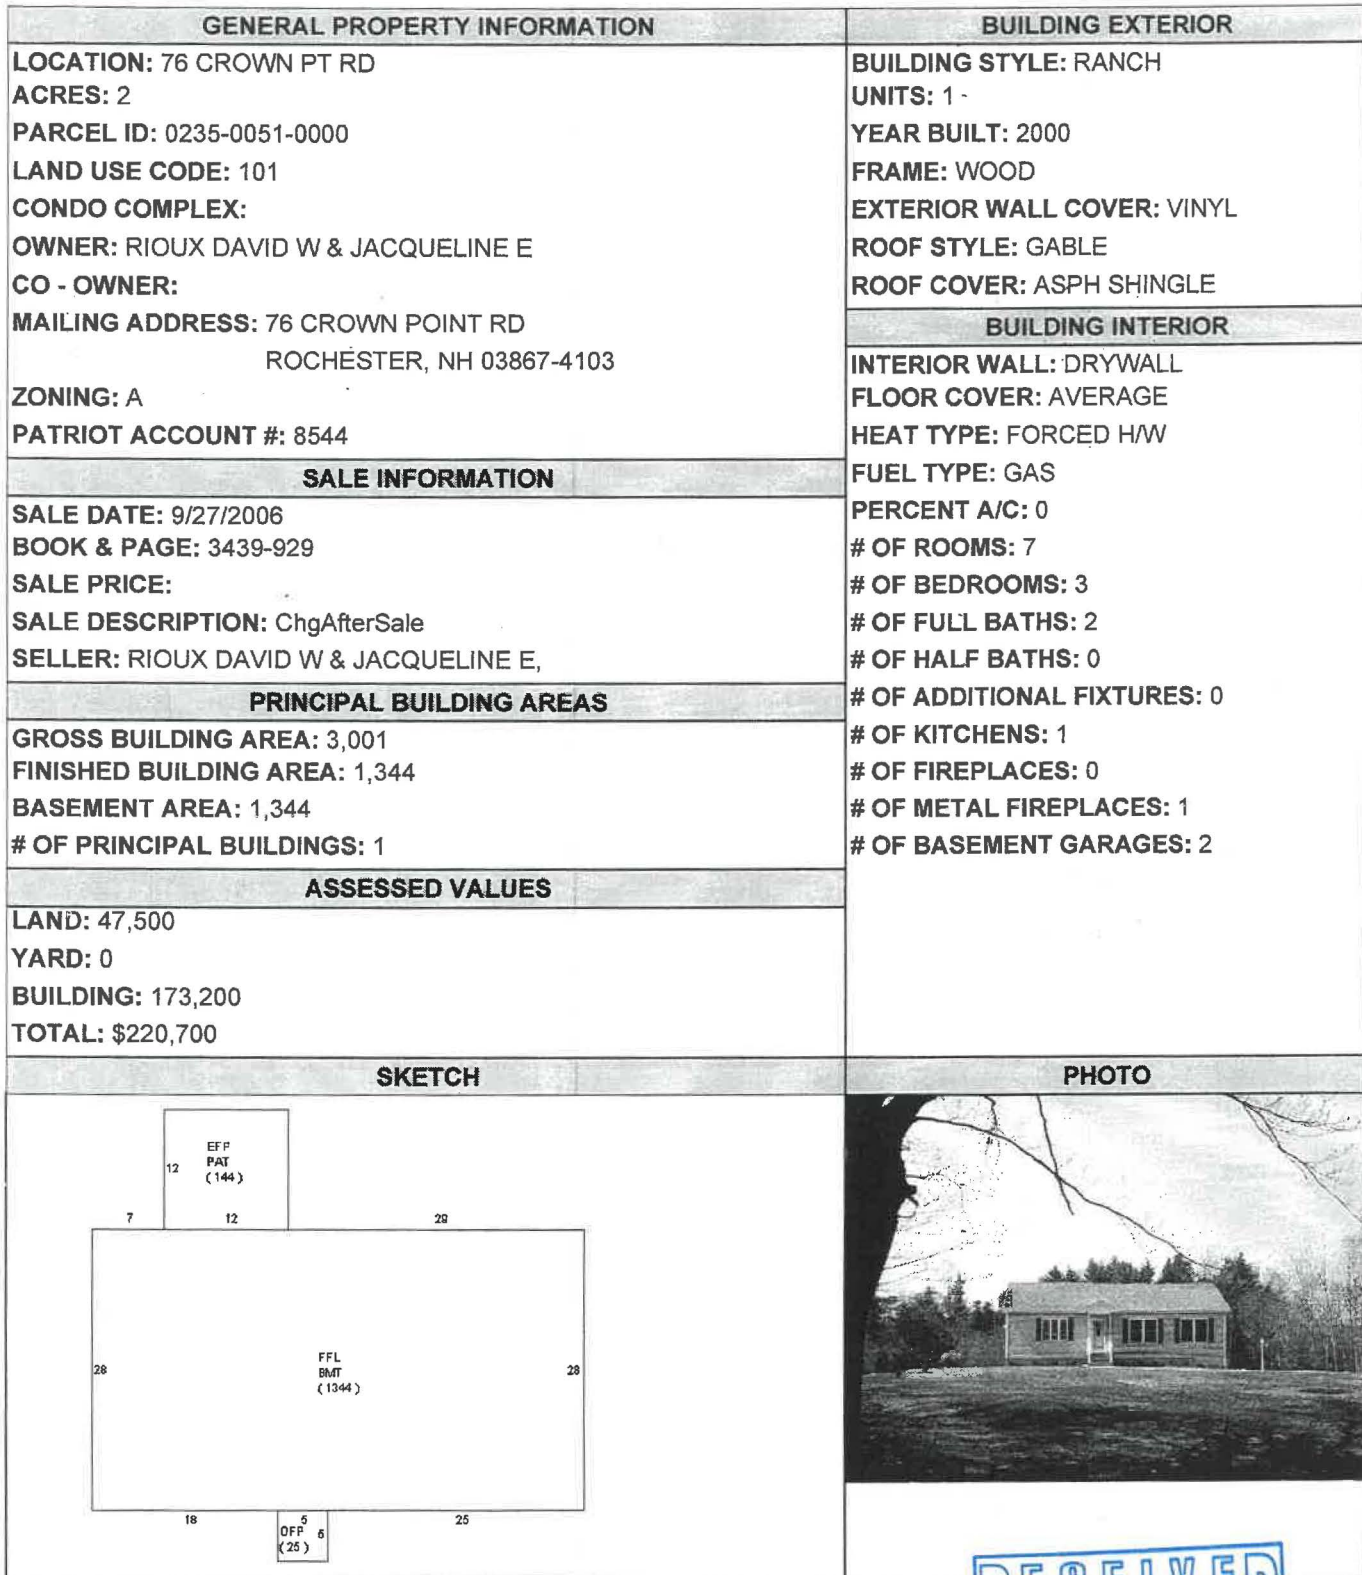 GENERAL PROPERTY INFORMATION
LOCATION: 76 CROWN PT RD
ACRES: 2
PARCEL ID: 0235-0051-0000
LAND USE CODE: 101
CONDO COMPLEX:
OWNER: RIOUX DAVID W & JACQUELINE E
CO - OWNER:
MAILING ADDRESS: 76 CROWN POINT RD
ROCHESTER, NH 03867-4103
ZONING: A
PATRIOT ACCOUNT #: 8544
SALE INFORMATION
SALE DATE: 9/27/2006
BOOK & PAGE: 3439-929
SALE PRICE:
SALE DESCRIPTION: ChgAfterSale
SELLER: RIOUX DAVID W & JACQUELINE E,
PRINCIPAL BUILDING AREAS
GROSS BUILDING AREA: 3,001
FINISHED BUILDING AREA: 1,344
BASEMENT AREA: 1,344
# OF PRINCIPAL BUILDINGS: 1
ASSESSED VALUES
LAND: 47,500
YARD: 0
BUILDING: 173,200
TOTAL: $220,700
BUILDING EXTERIOR
BUILDING STYLE: RANCH
UNITS: 1
YEAR BUILT: 2000
FRAME: WOOD
EXTERIOR WALL COVER: VINYL
ROOF STYLE: GABLE
ROOF COVER: ASPH SHINGLE
BUILDING INTERIOR
INTERIOR WALL: DRYWALL
FLOOR COVER: AVERAGE
HEAT TYPE: FORCED H/W
FUEL TYPE: GAS
PERCENT A/C: 0
# OF ROOMS: 7
# OF BEDROOMS: 3
# OF FULL BATHS: 2
# OF HALF BATHS: 0
# OF ADDITIONAL FIXTURES: 0
# OF KITCHENS: 1
# OF FIREPLACES: 0
# OF METAL FIREPLACES: 1
# OF BASEMENT GARAGES: 2
SKETCH
EFP
12 PAT
(144)
7 12 29
28 FFL 28
BMT
(1344)
18 5 25
OFP 5
(25)
PHOTO
RECEIVED